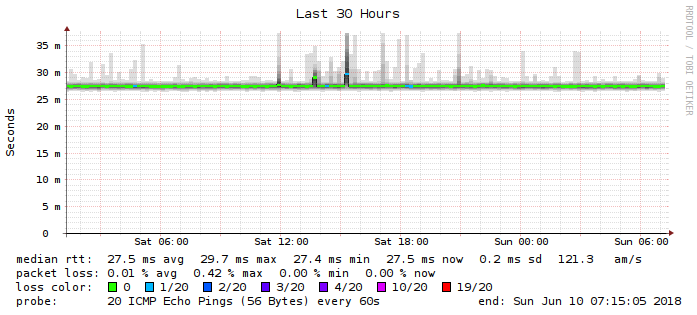 Last 30 Hours
RRDTOOL / TOBI OETIKER
Seconds
35 m
30 m
25 m
20 m
15 m
10 m
5 m
0
Sat 06:00 Sat 12:00 Sat 18:00 Sun 00:00 Sun 06:00
median rtt: 27.5 ms avg 29.7 ms max 27.4 ms min 27.5 ms now 0.2 ms sd 121.3 am/s
packet loss: 0.01 % avg 0.42 % max 0.00 % min 0.00 % now
loss color: 0 1/20 2/20 3/20 4/20 10/20 19/20
probe: 20 ICMP Echo Pings (56 Bytes) every 60s end: Sun Jun 10 07:15:05 2018